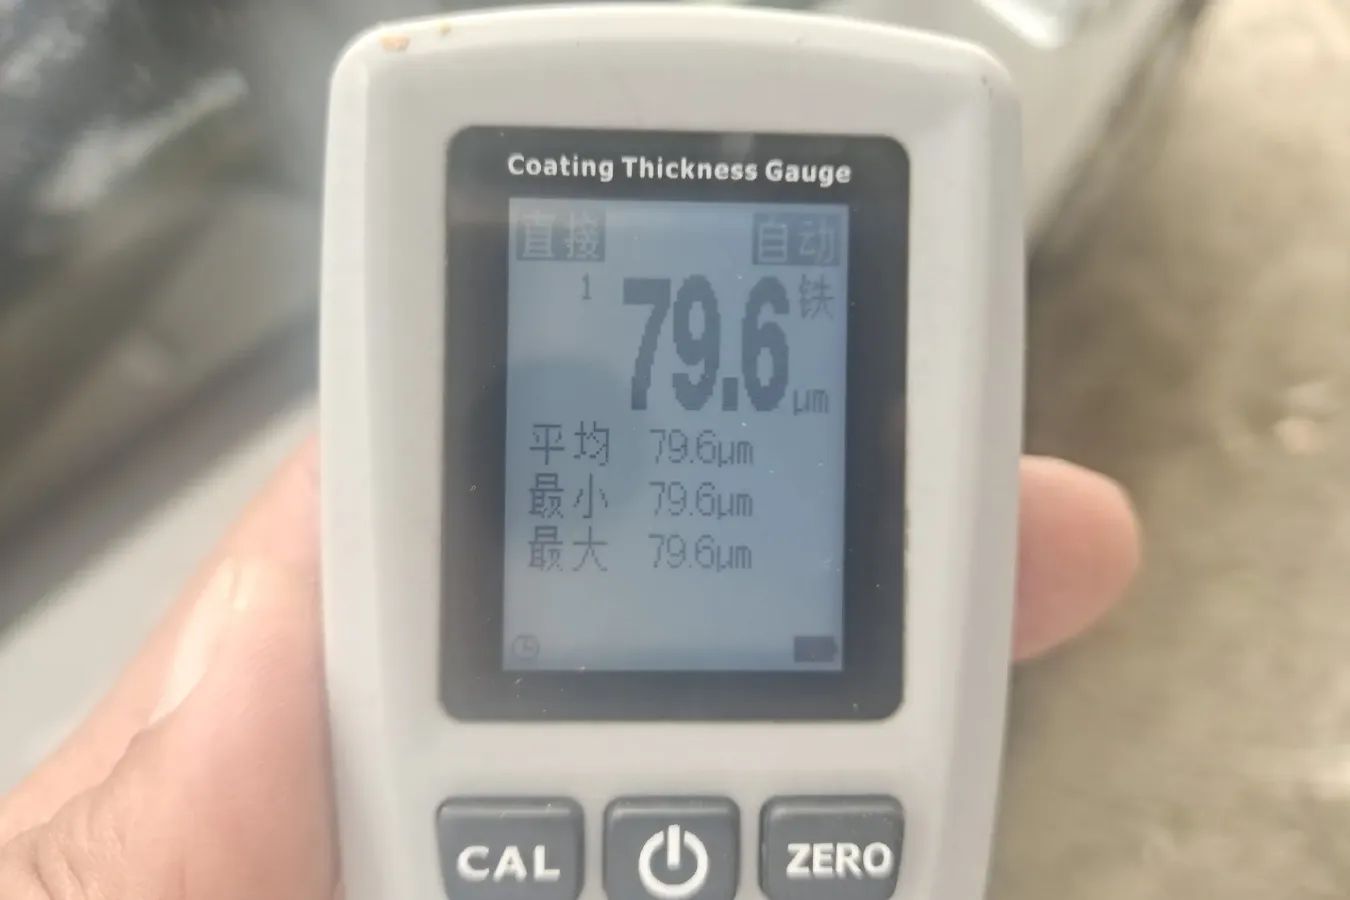 Coating Thickness Gauge
直接 自动
1 79.6 μm 铁
平均 79.6μm
最小 79.6μm
最大 79.6μm
CAL ZERO